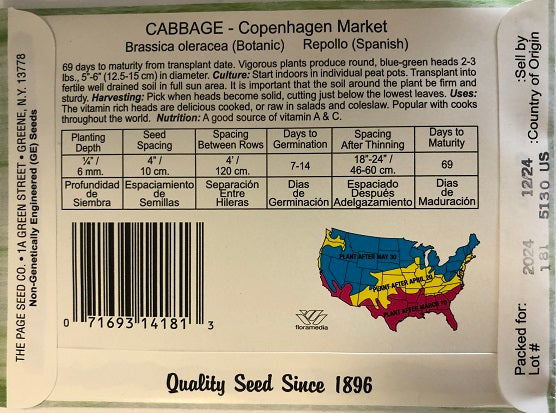 CABBAGE - Copenhagen Market
Brassica oleracea (Botanic) Repollo (Spanish)
69 days to maturity from transplant date. Vigorous plants produce round, blue-green heads 2-3
lbs., 5"-6" (12.5-15 cm) in diameter. Culture: Start indoors in individual peat pots. Transplant into
fertile well drained soil in full sun area. It is important that the soil around the plant be firm and
sturdy. Harvesting: Pick when heads become solid, cutting just below the lowest leaves. Uses:
The vitamin rich heads are delicious cooked, or raw in salads and coleslaw. Popular with cooks
throughout the world. Nutrition: A good source of vitamin A & C.
Planting Depth | Seed Spacing | Spacing Between Rows | Days to Germination | Spacing After Thinning | Days to Maturity
¼" / 6 mm. | 4" / 10 cm. | 4' / 120 cm. | 7-14 | 18"-24" / 46-60 cm. | 69
Profundidad de Siembra | Espaciamiento de Semillas | Separación Entre Hileras | Dias de Germinación | Espaciado Después Adelgazamiento | Dias de Maduración
PLANT AFTER MAY 30
PLANT AFTER APRIL 20
PLANT AFTER MARCH 10
0 71693 14181 3
floramedia
Quality Seed Since 1896
THE PAGE SEED CO. • 1A GREEN STREET • GREENE, N.Y. 13778
Non-Genetically Engineered (GE) Seeds
Packed for: 2024 12/24 :Sell by
Lot # 181 5130 US :Country of Origin